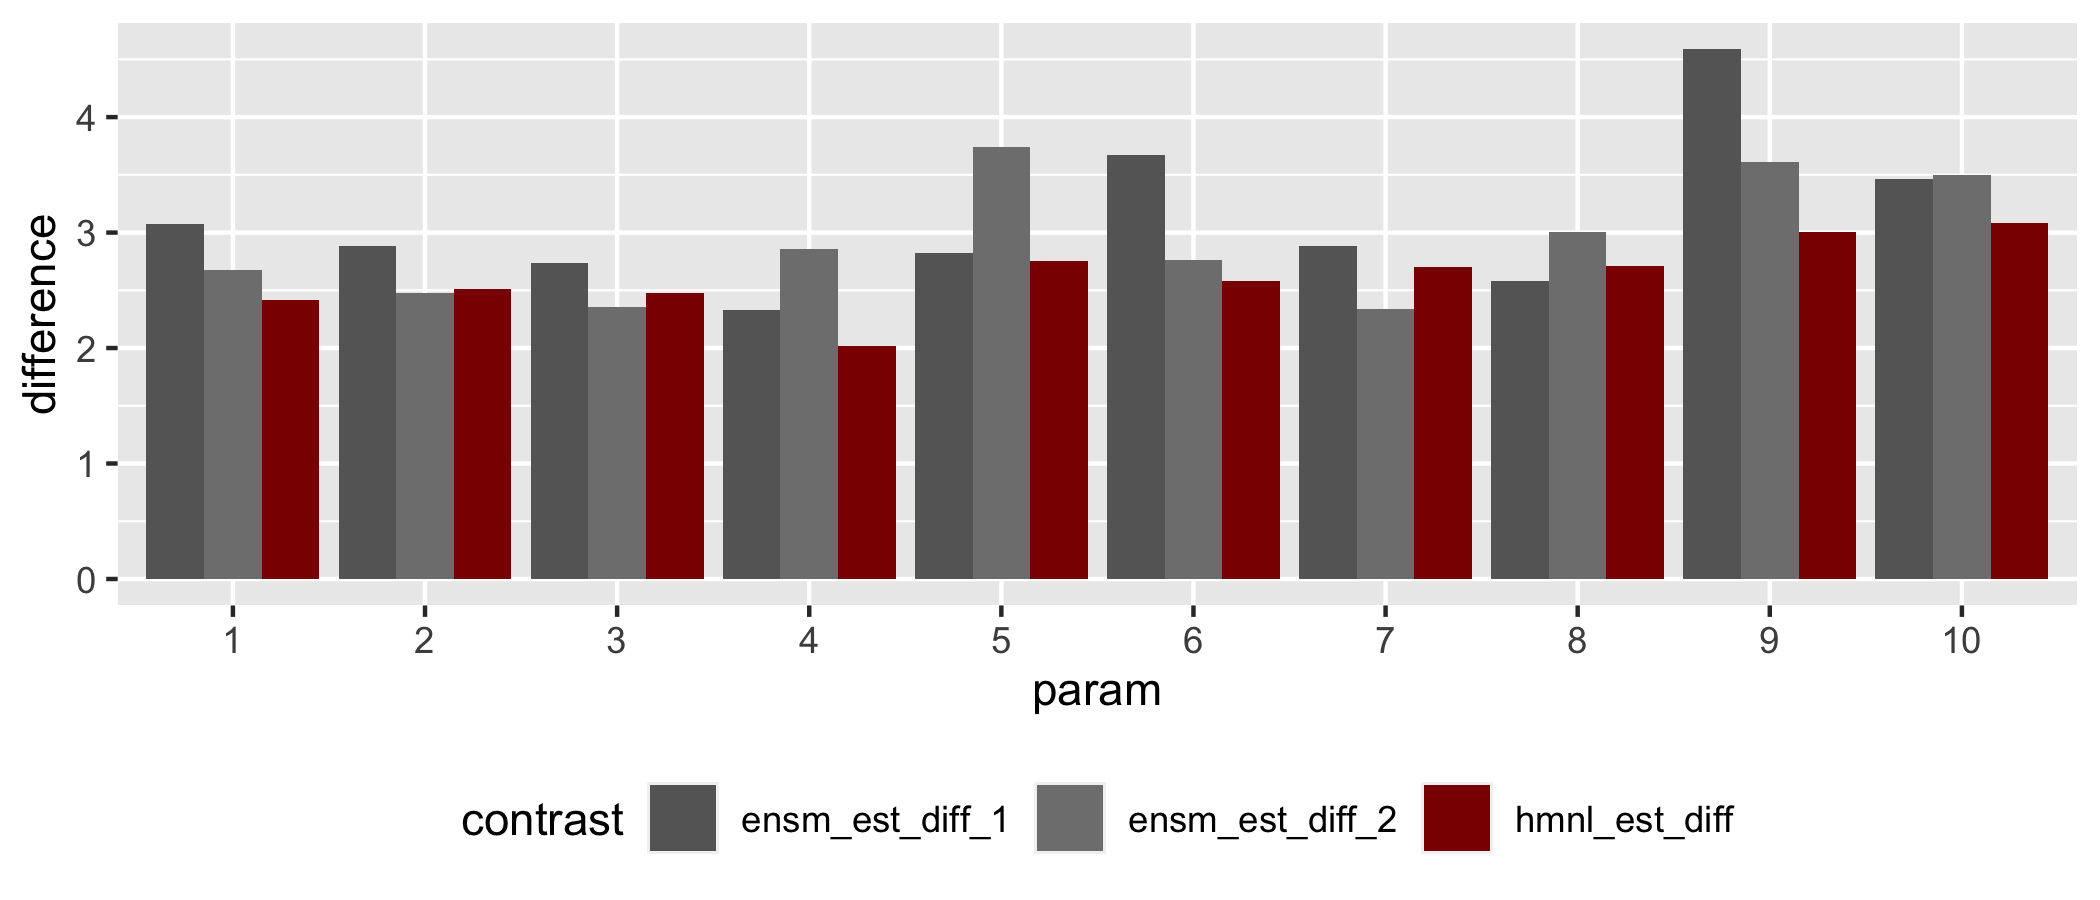 4
3
2
1
0
difference
1 2 3 4 5 6 7 8 9 10
param
contrast ensm_est_diff_1 ensm_est_diff_2 hmnl_est_diff